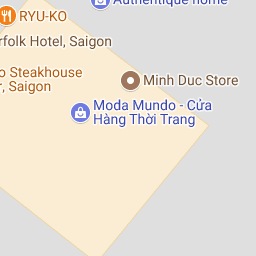 Authentique home
RYU-KO
rfolk Hotel, Saigon
o Steakhouse
r, Saigon
Minh Duc Store
Moda Mundo - Cửa
Hàng Thời Trang